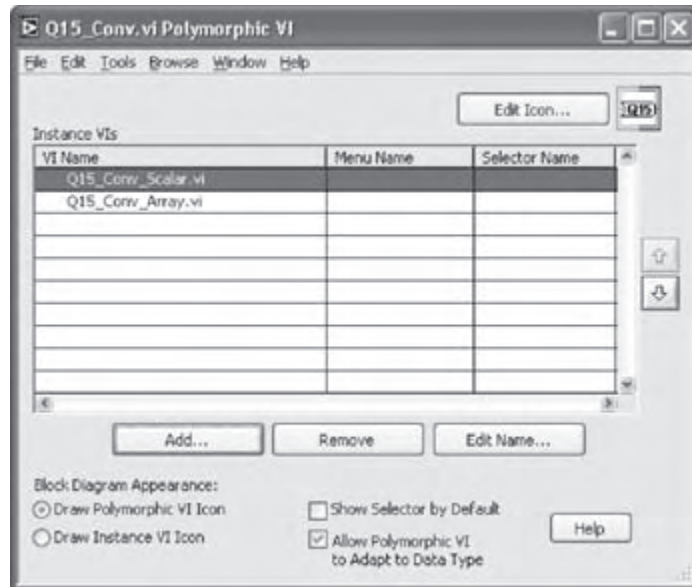 Q15_Conv.vi Polymorphic VI
File Edit Tools Browse Window Help
Edit Icon...
Q15
Instance VIs
VI Name Menu Name Selector Name
Q15_Conv_Scalar.vi
Q15_Conv_Array.vi
Add... Remove Edit Name...
Block Diagram Appearance:
Draw Polymorphic VI Icon
Draw Instance VI Icon
Show Selector by Default
Allow Polymorphic VI
to Adapt to Data Type
Help